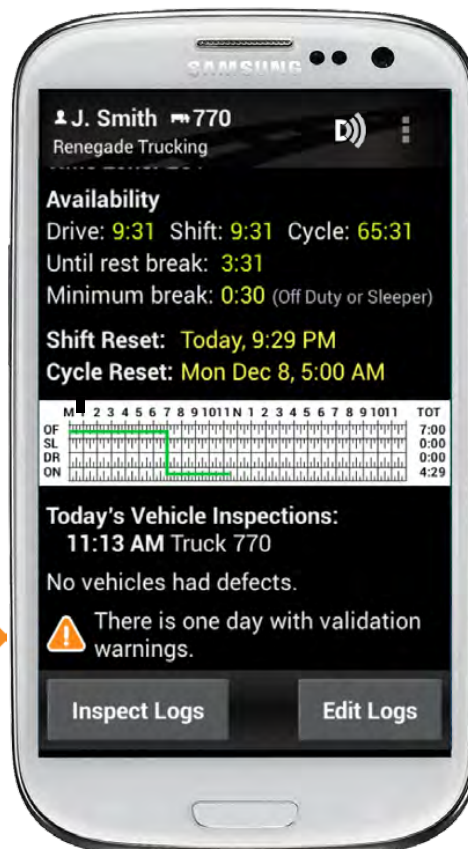 SAMSUNG
J. Smith 770
Renegade Trucking
D
Availability
Drive: 9:31 Shift: 9:31 Cycle: 65:31
Until rest break: 3:31
Minimum break: 0:30 (Off Duty or Sleeper)
Shift Reset: Today, 9:29 PM
Cycle Reset: Mon Dec 8, 5:00 AM
M 1 2 3 4 5 6 7 8 9 10 11 N 1 2 3 4 5 6 7 8 9 10 11 TOT
OF 7:00
SL 0:00
DR 0:00
ON 4:29
Today's Vehicle Inspections:
11:13 AM Truck 770
No vehicles had defects.
There is one day with validation
warnings.
Inspect Logs Edit Logs